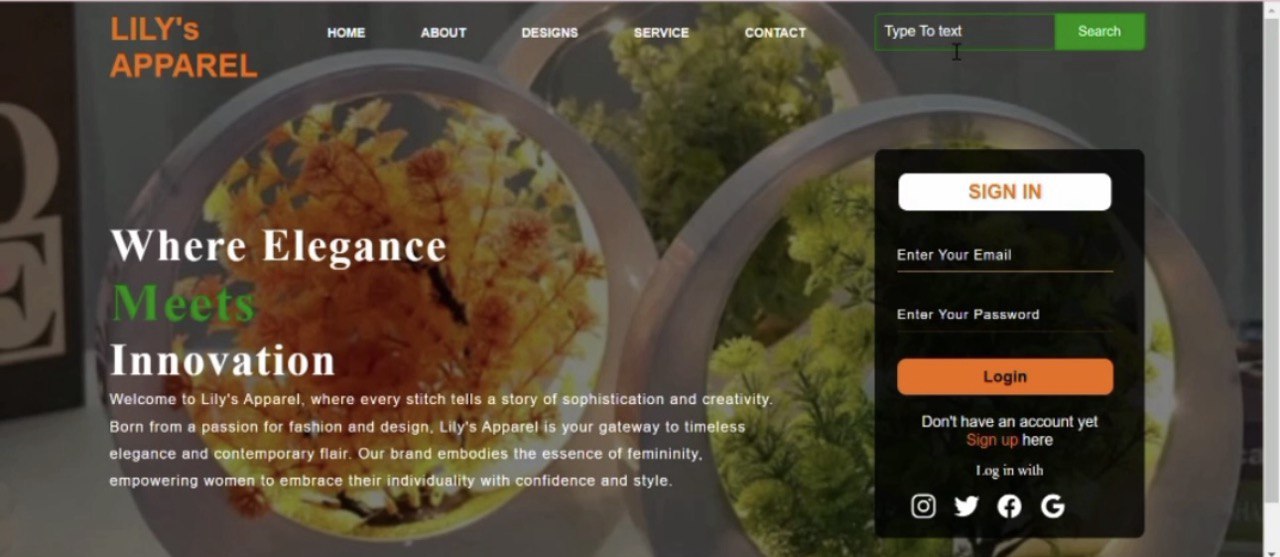 LILY's
APPAREL
HOME ABOUT DESIGNS SERVICE CONTACT
Type To text
Search
Where Elegance
Meets
Innovation
Welcome to Lily's Apparel, where every stitch tells a story of sophistication and creativity.
Born from a passion for fashion and design, Lily's Apparel is your gateway to timeless
elegance and contemporary flair. Our brand embodies the essence of femininity,
empowering women to embrace their individuality with confidence and style.
SIGN IN
Enter Your Email
Enter Your Password
Login
Don't have an account yet
Sign up here
Log in with